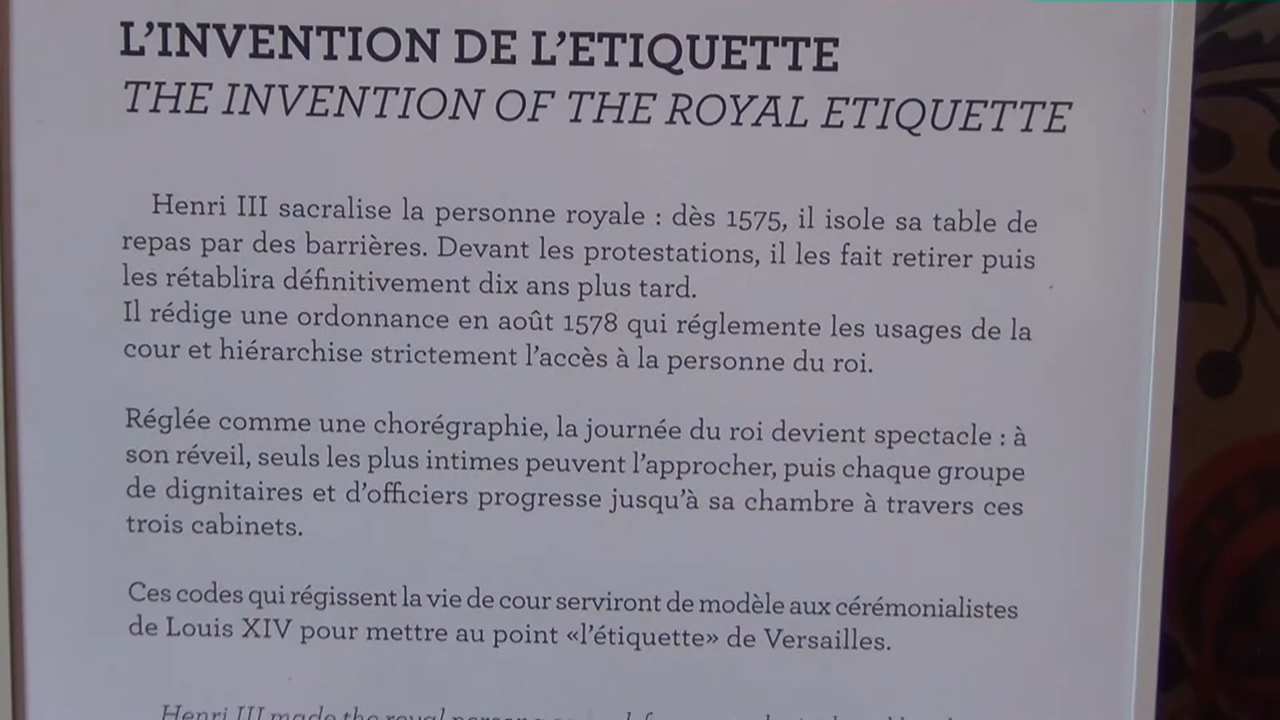 L'INVENTION DE L'ETIQUETTE
THE INVENTION OF THE ROYAL ETIQUETTE
Henri III sacralise la personne royale : dès 1575, il isole sa table de
repas par des barrières. Devant les protestations, il les fait retirer puis
les rétablira définitivement dix ans plus tard.
Il rédige une ordonnance en août 1578 qui réglemente les usages de la
cour et hiérarchise strictement l'accès à la personne du roi.
Réglée comme une chorégraphie, la journée du roi devient spectacle : à
son réveil, seuls les plus intimes peuvent l'approcher, puis chaque groupe
de dignitaires et d'officiers progresse jusqu'à sa chambre à travers ces
trois cabinets.
Ces codes qui régissent la vie de cour serviront de modèle aux cérémonialistes
de Louis XIV pour mettre au point «l'étiquette» de Versailles.
Henri III made the royal